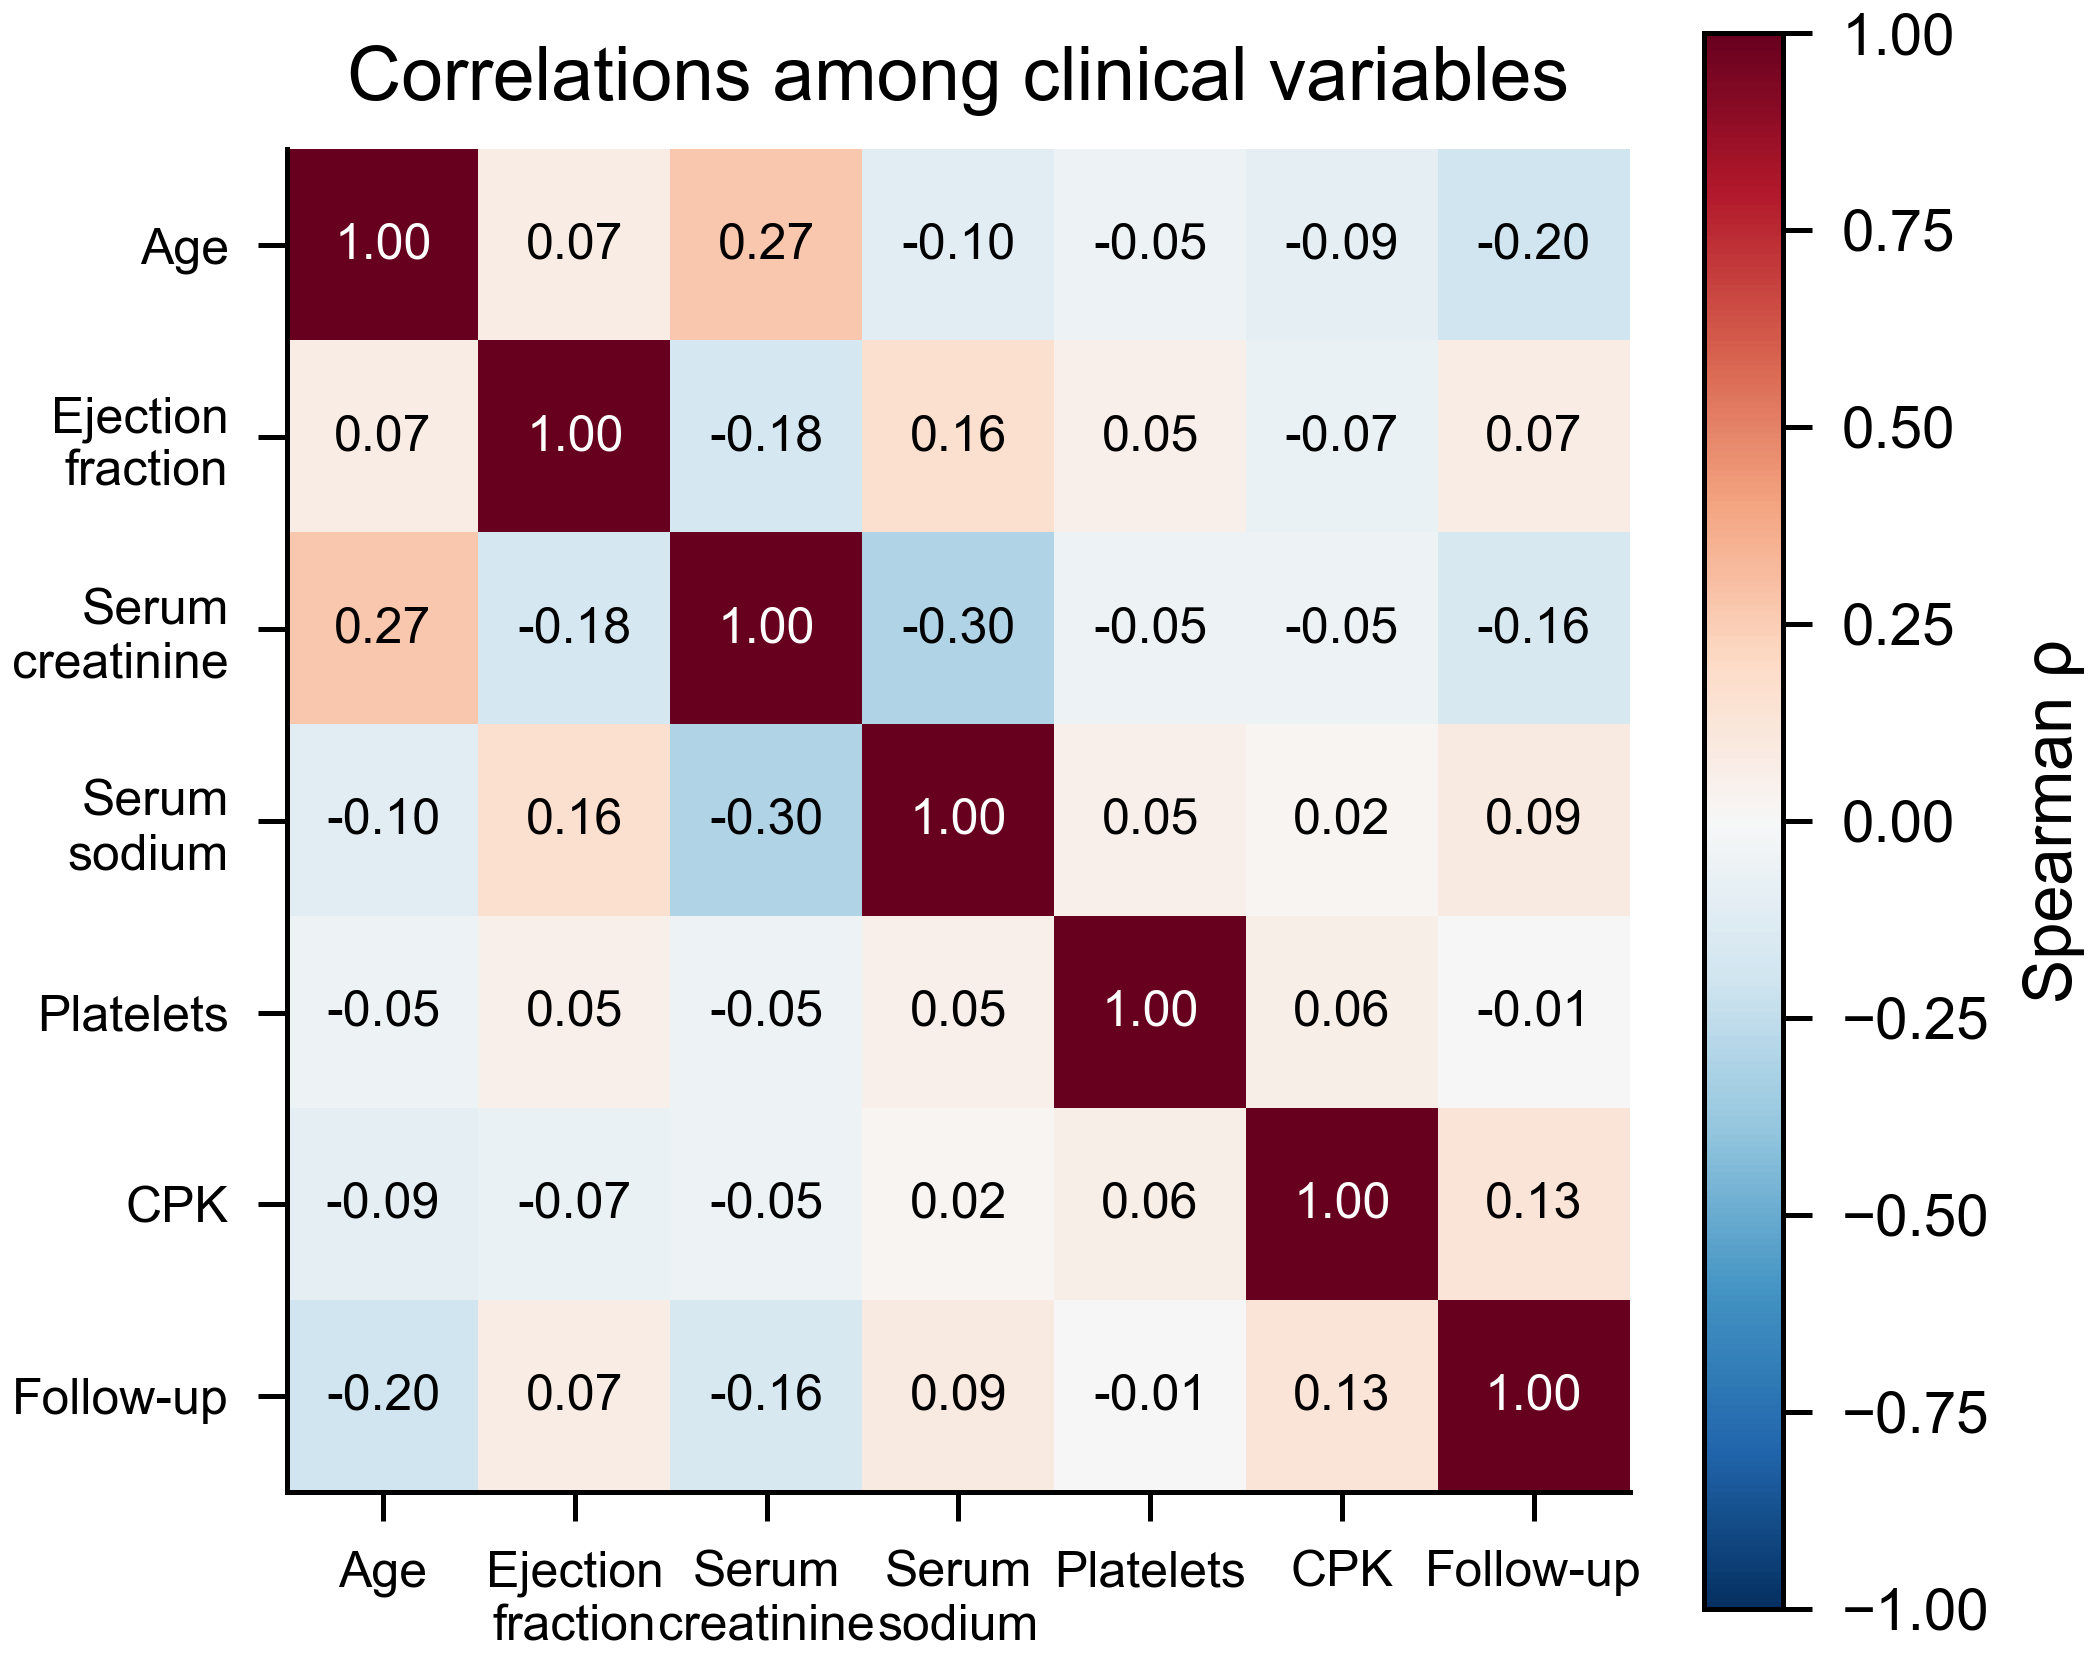 Correlations among clinical variables
Age
1.00 0.07 0.27 -0.10 -0.05 -0.09 -0.20
Ejection
fraction
0.07 1.00 -0.18 0.16 0.05 -0.07 0.07
Serum
creatinine
0.27 -0.18 1.00 -0.30 -0.05 -0.05 -0.16
Serum
sodium
-0.10 0.16 -0.30 1.00 0.05 0.02 0.09
Platelets
-0.05 0.05 -0.05 0.05 1.00 0.06 -0.01
CPK
-0.09 -0.07 -0.05 0.02 0.06 1.00 0.13
Follow-up
-0.20 0.07 -0.16 0.09 -0.01 0.13 1.00
Age
Ejection
fraction
Serum
creatinine
Serum
sodium
Platelets
CPK
Follow-up
1.00
0.75
0.50
0.25
0.00
−0.25
−0.50
−0.75
−1.00
Spearman ρ